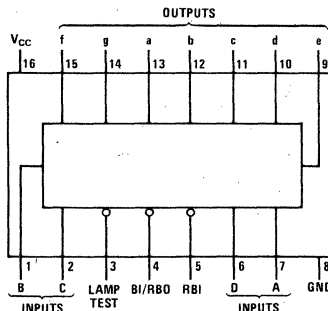 OUTPUTS
VCC f g a b c d e
16 15 14 13 12 11 10 9
1 2 3 4 5 6 7 8
B C LAMP TEST BI/RBO RBI D A GND
INPUTS INPUTS